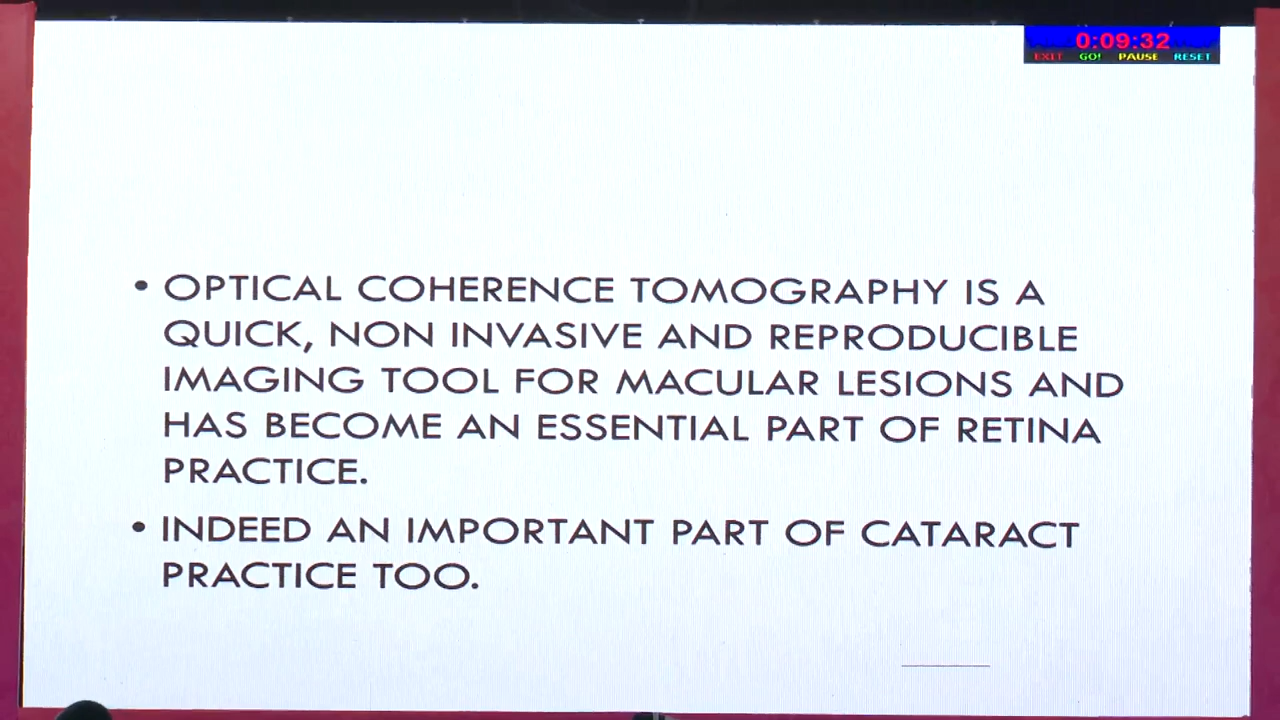 0:09:32
EXIT GO! PAUSE RESET
• OPTICAL COHERENCE TOMOGRAPHY IS A
QUICK, NON INVASIVE AND REPRODUCIBLE
IMAGING TOOL FOR MACULAR LESIONS AND
HAS BECOME AN ESSENTIAL PART OF RETINA
PRACTICE.
• INDEED AN IMPORTANT PART OF CATARACT
PRACTICE TOO.